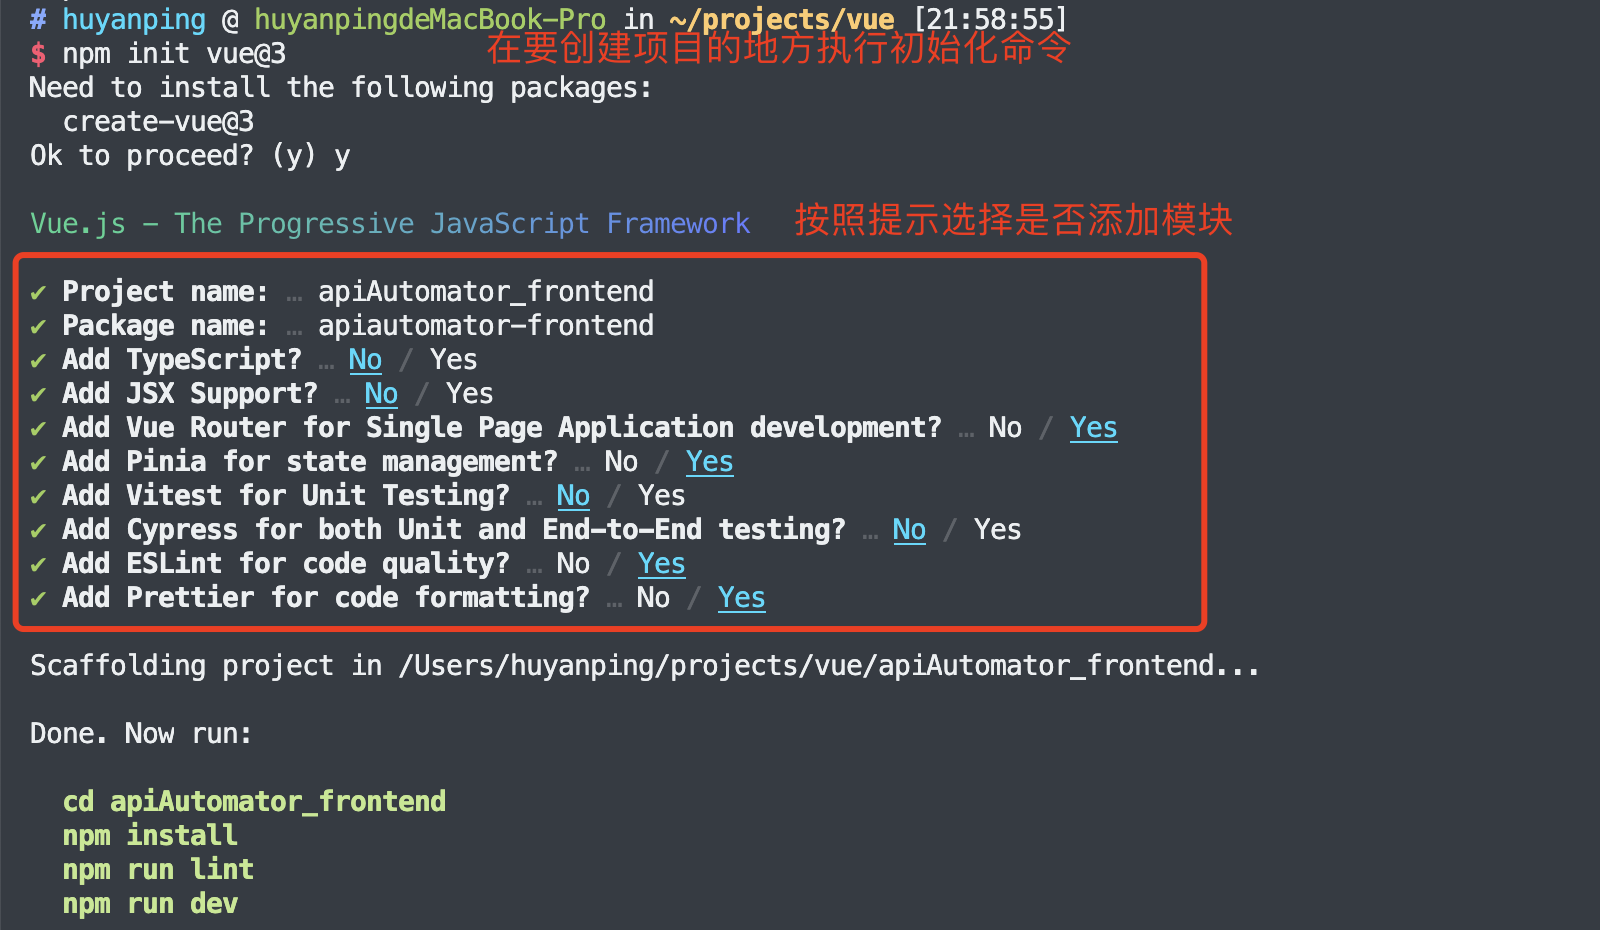 # huyanping @ huyanpingdeMacBook-Pro in ~/projects/vue [21:58:55]
$ npm init vue@3
在要创建项目的地方执行初始化命令
Need to install the following packages:
create-vue@3
Ok to proceed? (y) y
Vue.js - The Progressive JavaScript Framework
按照提示选择是否添加模块
✔ Project name: … apiAutomator_frontend
✔ Package name: … apiautomator-frontend
✔ Add TypeScript? … No / Yes
✔ Add JSX Support? … No / Yes
✔ Add Vue Router for Single Page Application development? … No / Yes
✔ Add Pinia for state management? … No / Yes
✔ Add Vitest for Unit Testing? … No / Yes
✔ Add Cypress for both Unit and End-to-End testing? … No / Yes
✔ Add ESLint for code quality? … No / Yes
✔ Add Prettier for code formatting? … No / Yes
Scaffolding project in /Users/huyanping/projects/vue/apiAutomator_frontend...
Done. Now run:
cd apiAutomator_frontend
npm install
npm run lint
npm run dev